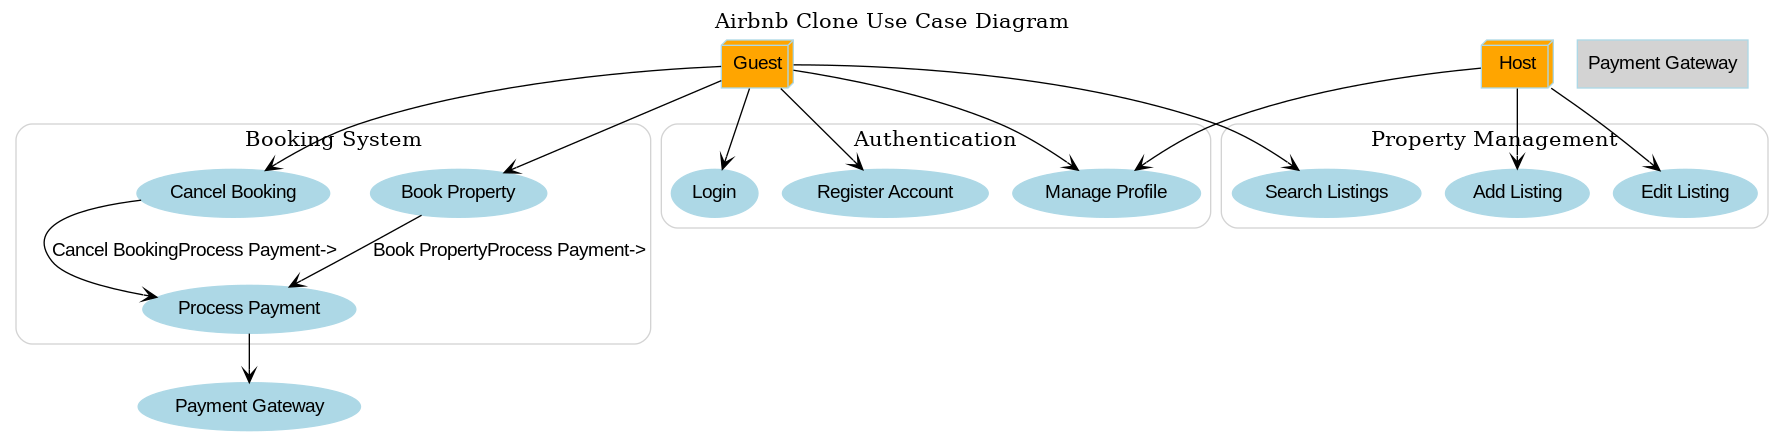 Airbnb Clone Use Case Diagram
Guest
Host
Payment Gateway
Booking System
Authentication
Property Management
Cancel Booking
Book Property
Login
Register Account
Manage Profile
Search Listings
Add Listing
Edit Listing
Cancel BookingProcess Payment->
Book PropertyProcess Payment->
Process Payment
Payment Gateway